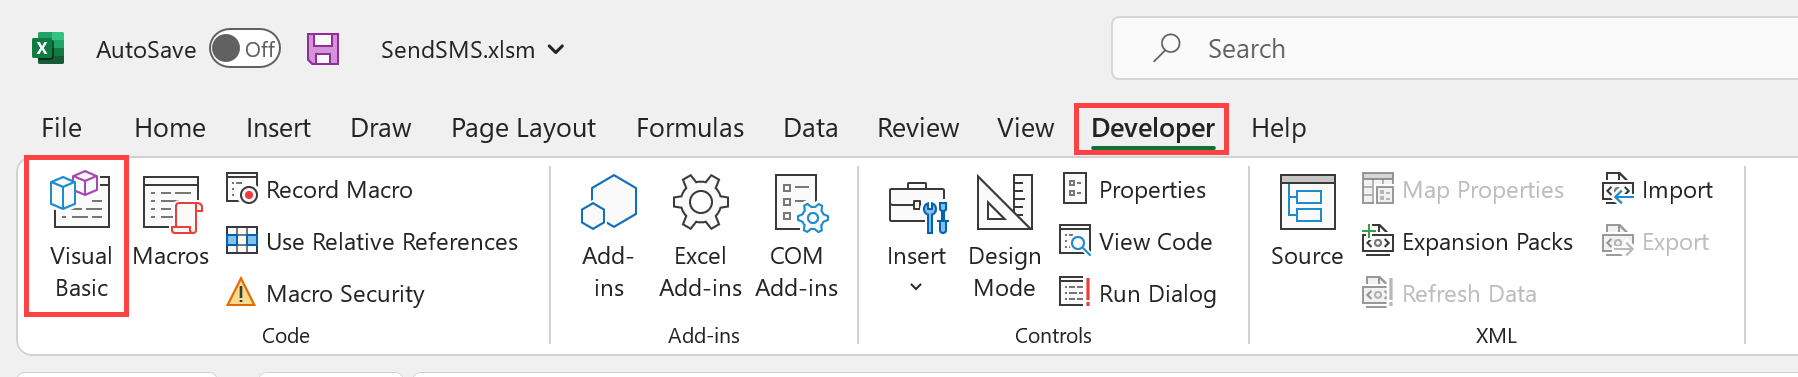 X AutoSave Off SendSMS.xlsm Search
File Home Insert Draw Page Layout Formulas Data Review View Developer Help
Visual Basic
Macros
Record Macro
Use Relative References
Macro Security
Code
Add-ins
Excel Add-ins
COM Add-ins
Add-ins
Insert
Design Mode
Properties
View Code
Run Dialog
Controls
Source
Map Properties
Expansion Packs
Refresh Data
Import
Export
XML